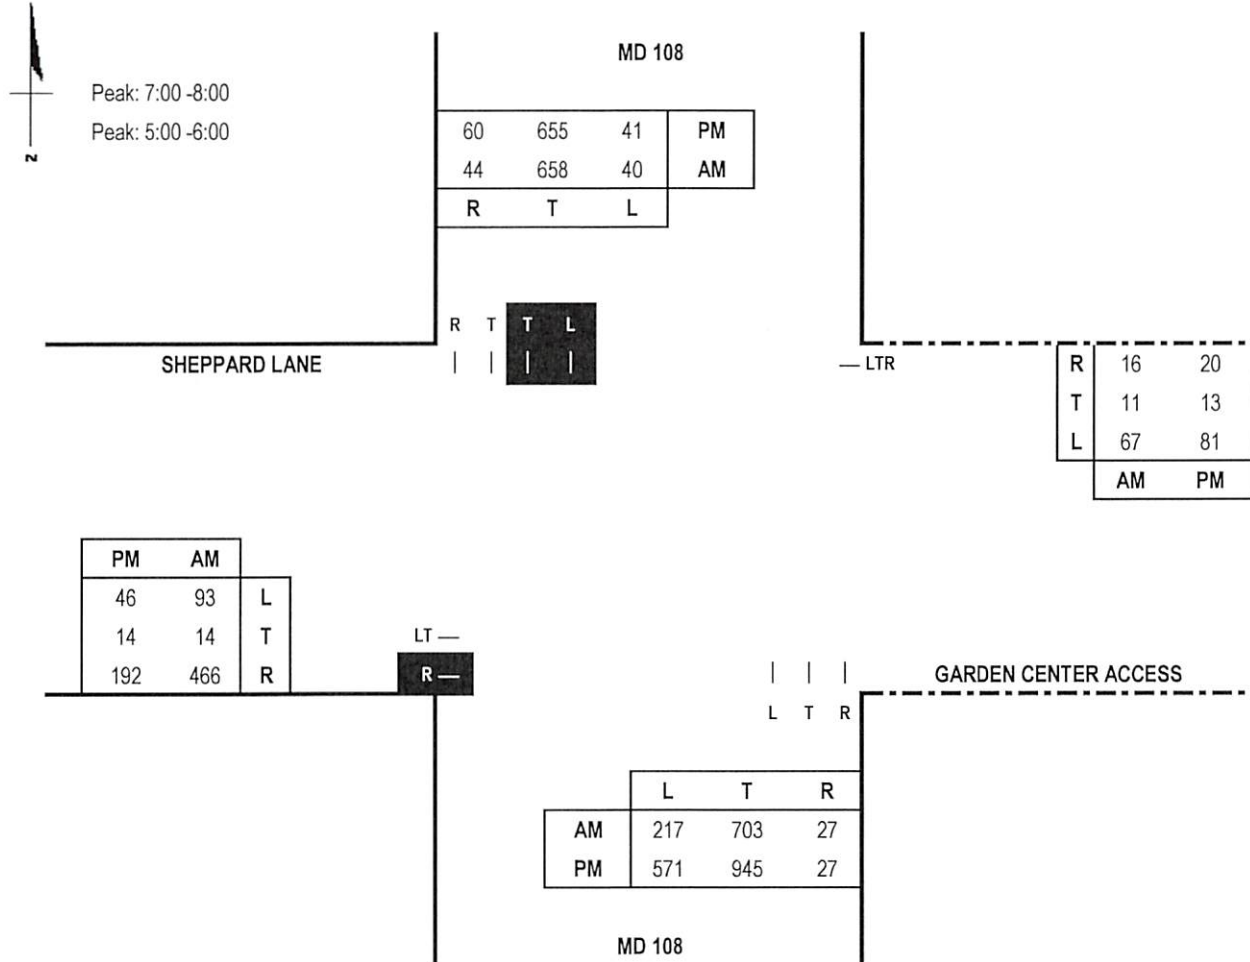 MD 108
Peak: 7:00 -8:00
Peak: 5:00 -6:00
N
60 655 41 PM
44 658 40 AM
R T L
R T T L
SHEPPARD LANE
— LTR
R 16 20
T 11 13
L 67 81
AM PM
PM AM
46 93 L
14 14 T
192 466 R
LT —
R —
GARDEN CENTER ACCESS
L T R
L T R
AM 217 703 27
PM 571 945 27
MD 108